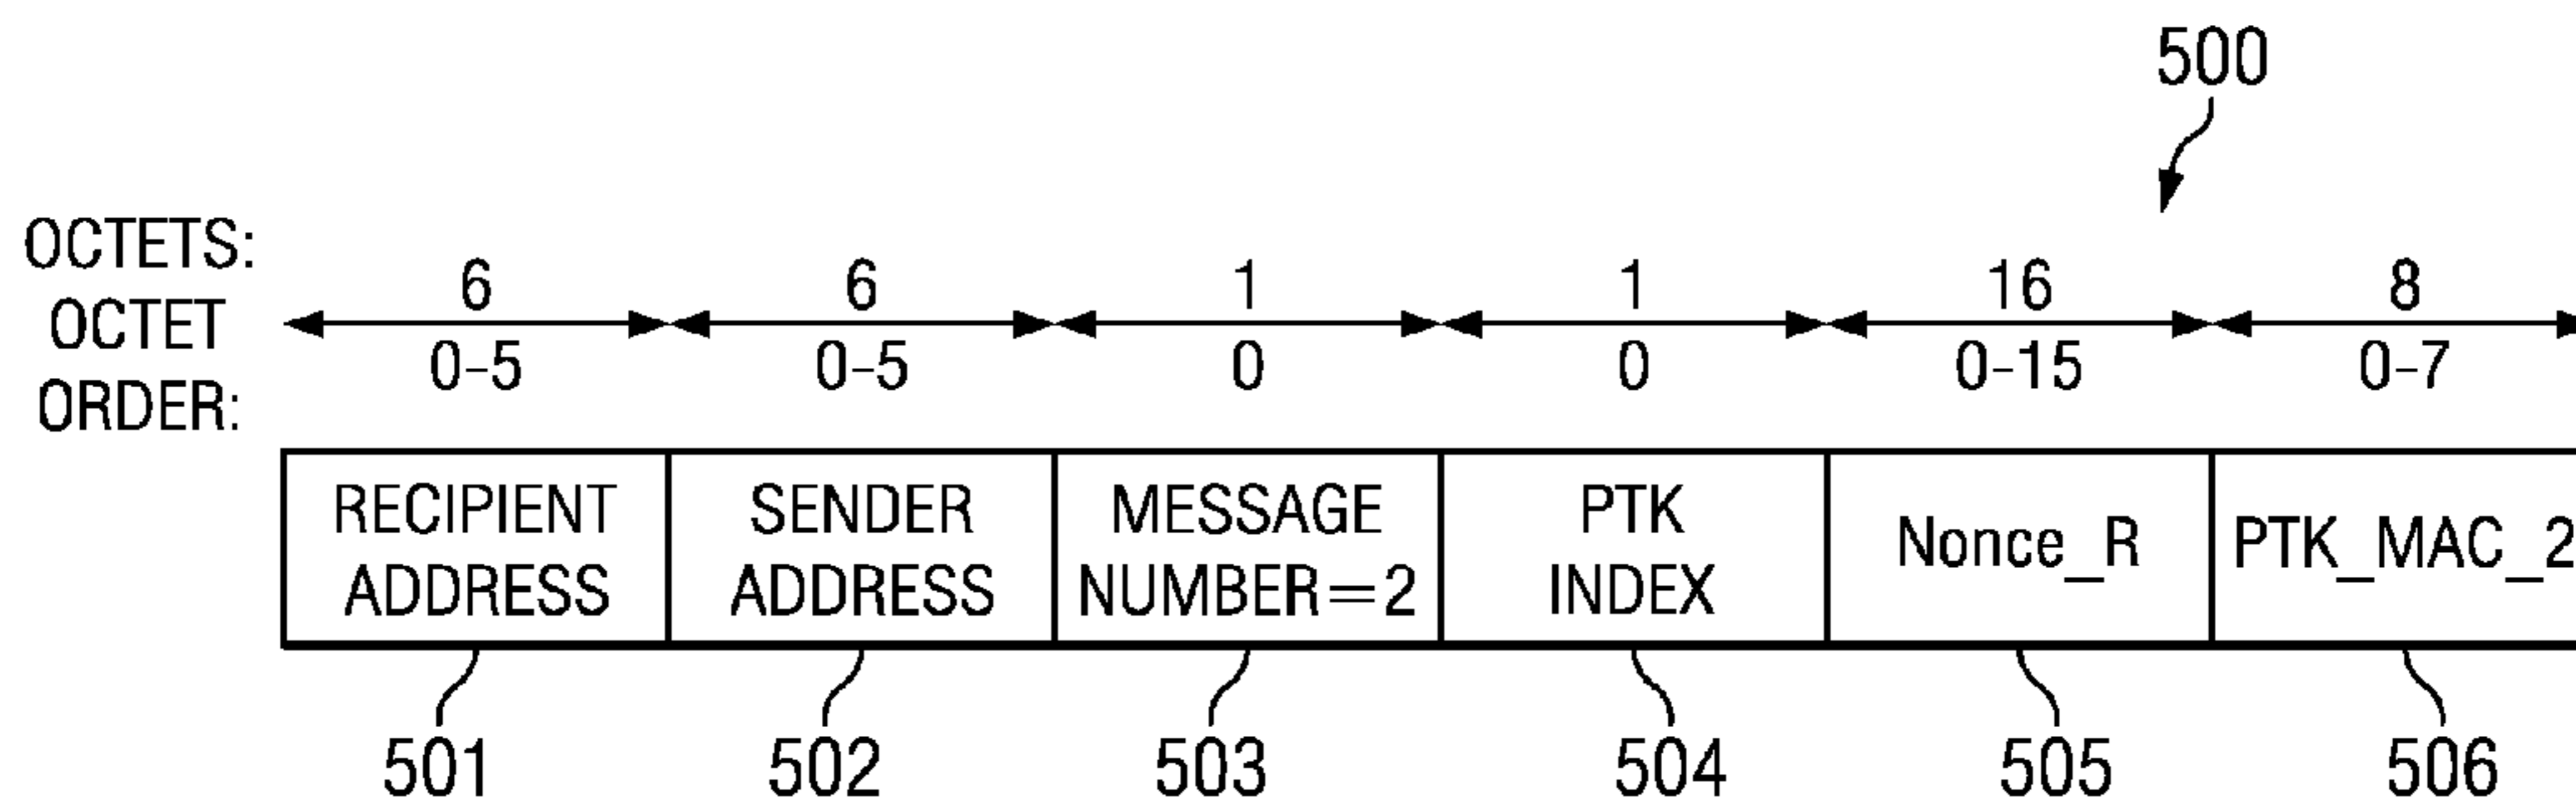 500
OCTETS:
6 6 1 1 16 8
OCTET
0-5 0-5 0 0 0-15 0-7
ORDER:
RECIPIENT SENDER MESSAGE PTK Nonce_R PTK_MAC_2
ADDRESS ADDRESS NUMBER=2 INDEX
501 502 503 504 505 506